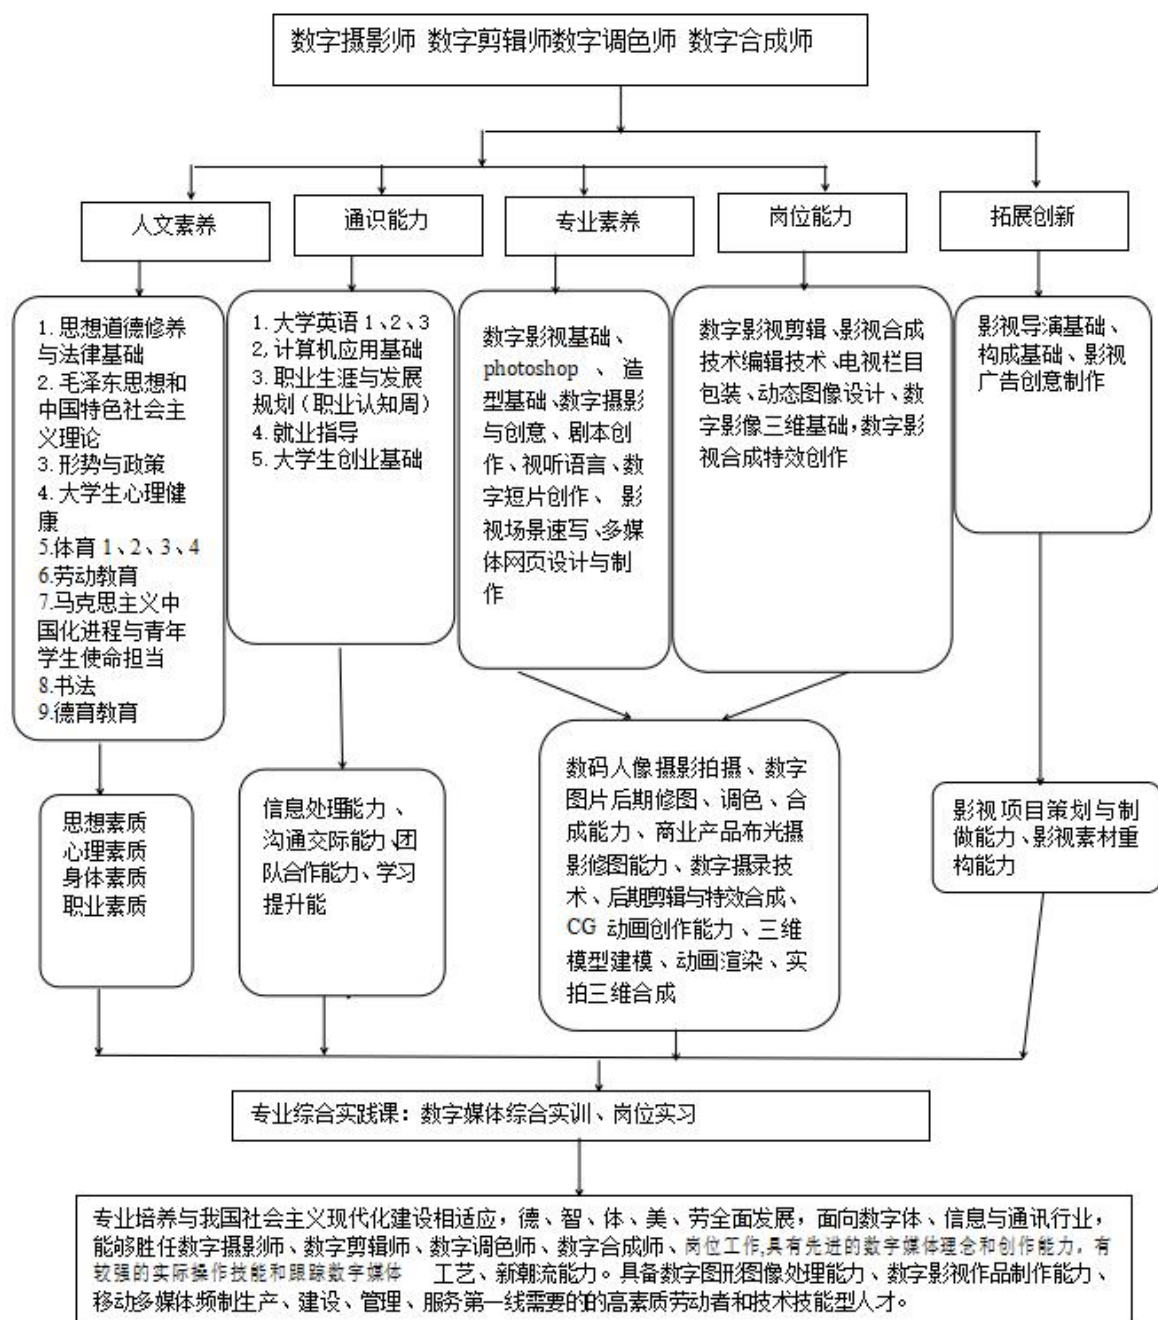 数字摄影师 数字剪辑师数字调色师 数字合成师
人文素养
通识能力
专业素养
岗位能力
拓展创新
1. 思想道德修养
与法律基础
2. 毛泽东思想和
中国特色社会主
义理论
3. 形势与政策
4. 大学生心理健
康
5.体育 1、2、3、4
6.劳动教育
7.马克思主义中
国化进程与青年
学生使命担当
8.书法
9.德育教育
1. 大学英语 1、2、3
2, 计算机应用基础
3. 职业生涯与发展
规划（职业认知周）
4. 就业指导
5. 大学生创业基础
数字影视基础、
photoshop 、造
型基础、数字摄影
与创意、剧本创
作、视听语言、数
字短片创作、 影
视场景速写、多媒
体网页设计与制
作
数字影视剪辑、影视合成
技术编辑技术、电视栏目
包装、动态图像设计、数
字影像三维基础，数字影
视合成特效创作
影视导演基础、
构成基础、影视
广告创意制作
思想素质
心理素质
身体素质
职业素质
信息处理能力、
沟通交际能力、团
队合作能力、学习
提升能
数码人像摄影拍摄、数字
图片后期修图、调色、合
成能力、商业产品布光摄
影修图能力、数字摄录技
术、后期剪辑与特效合成、
CG 动画创作能力、三维
模型建模、动画渲染、实
拍三维合成
影视项目策划与制
做能力、影视素材重
构能力
专业综合实践课：数字媒体综合实训、岗位实习
专业培养与我国社会主义现代化建设相适应，德、智、体、美、劳全面发展，面向数字体、信息与通讯行业，
能够胜任数字摄影师、数字剪辑师、数字调色师、数字合成师、岗位工作,具有先进的数字媒体理念和创作能力，有
较强的实际操作技能和跟踪数字媒体 工艺、新潮流能力。具备数字图形图像处理能力、数字影视作品制作能力、
移动多媒体频制生产、建设、管理、服务第一线需要的的高素质劳动者和技术技能型人才。